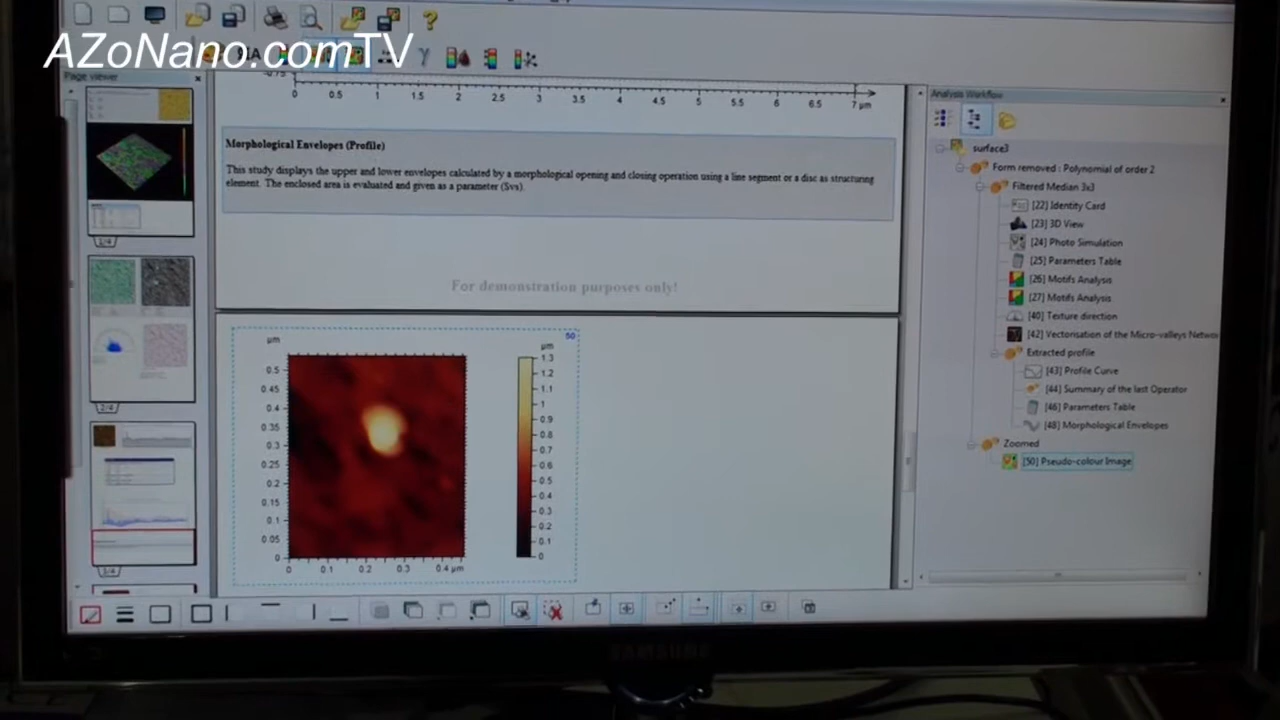 AZoNano.comTV
Page viewer
Analysis Workflow
0 0.5 1 1.5 2 2.5 3 3.5 4 4.5 5 5.5 6 6.5 7 µm
Morphological Envelopes (Profile)
This study displays the upper and lower envelopes calculated by a morphological opening and closing operation using a line segment or a disc as structuring
element. The enclosed area is evaluated and given as a parameter (Svs).
For demonstration purposes only!
1/4
2/4
3/4
50
µm
0.5
0.45
0.4
0.35
0.3
0.25
0.2
0.15
0.1
0.05
0
0 0.1 0.2 0.3 0.4 µm
µm
1.3
1.2
1.1
1
0.9
0.8
0.7
0.6
0.5
0.4
0.3
0.2
0.1
0
surface3
Form removed : Polynomial of order 2
Filtered Median 3x3
[22] Identity Card
[23] 3D View
[24] Photo Simulation
[25] Parameters Table
[26] Motifs Analysis
[27] Motifs Analysis
[40] Texture direction
[42] Vectorisation of the Micro-valleys Netwo
Extracted profile
[43] Profile Curve
[44] Summary of the last Operator
[46] Parameters Table
[48] Morphological Envelopes
Zoomed
[50] Pseudo-colour Image
SAMSUNG